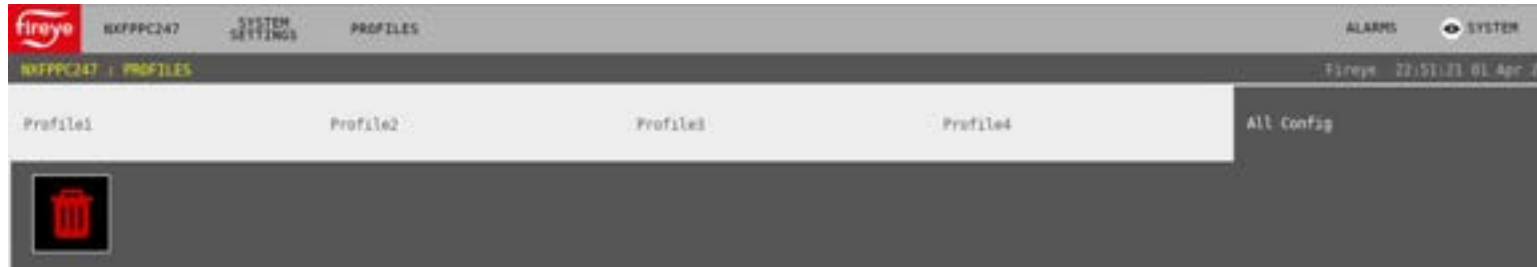 fireye NXFPPC247 SYSTEM SETTINGS PROFILES ALARMS SYSTEM
NXFPPC247 : PROFILES Fireye 22:51:21 01 Apr 2
Profile1 Profile2 Profile3 Profile4 All Config